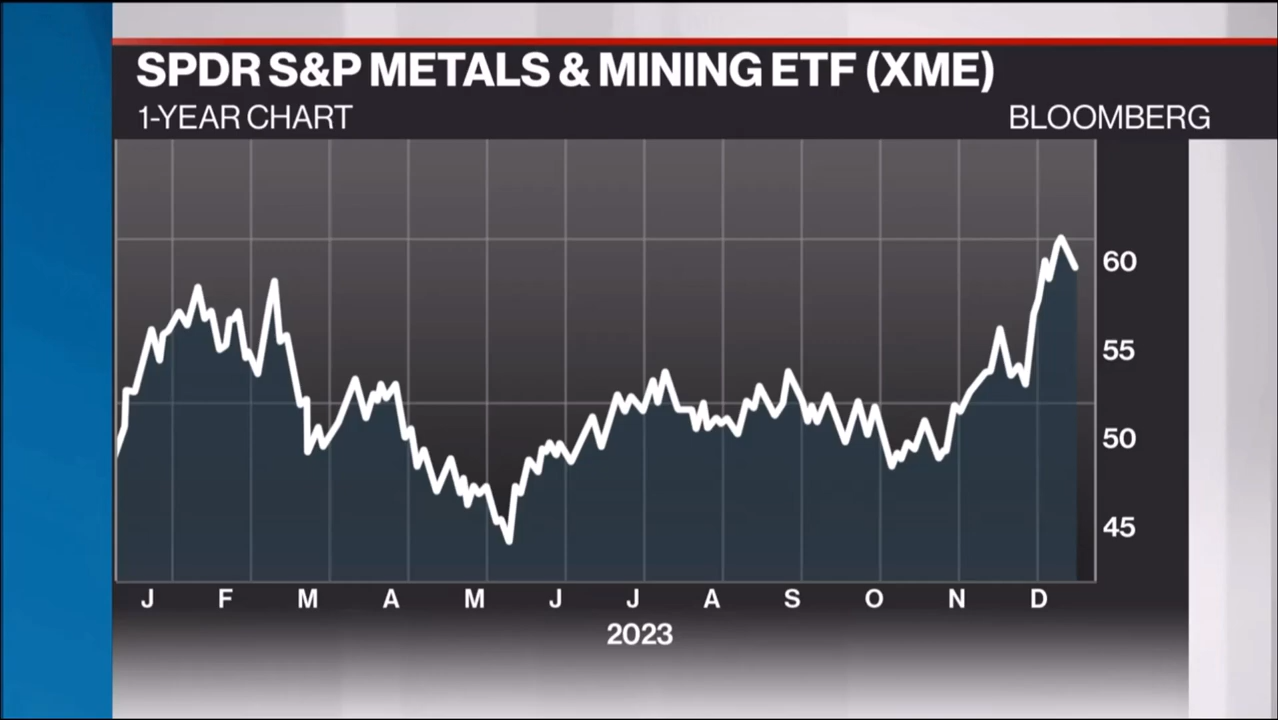 SPDR S&P METALS & MINING ETF (XME)
1-YEAR CHART BLOOMBERG
60
55
50
45
J F M A M J J A S O N D
2023